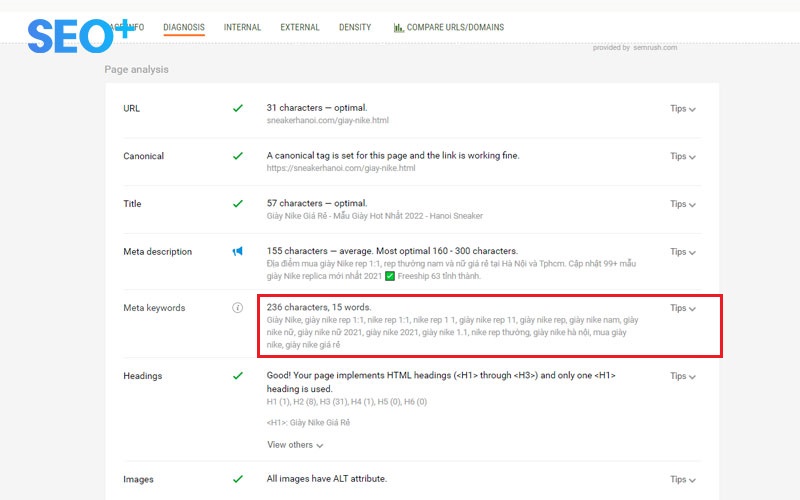 SEO+
PAGE INFO
DIAGNOSIS
INTERNAL
EXTERNAL
DENSITY
COMPARE URLS/DOMAINS
provided by semrush.com
Page analysis
URL
31 characters — optimal.
Tips
sneakerhanoi.com/giay-nike.html
Canonical
A canonical tag is set for this page and the link is working fine.
Tips
https://sneakerhanoi.com/giay-nike.html
Title
57 characters — optimal.
Tips
Giày Nike Giá Rẻ - Mẫu Giày Hot Nhất 2022 - Hanoi Sneaker
Meta description
155 characters — average. Most optimal 160 - 300 characters.
Tips
Địa điểm mua giày Nike rep 1:1, rep thường nam và nữ giá rẻ tại Hà Nội và Tphcm. Cập nhật 99+ mẫu
giày Nike replica mới nhất 2021 ✅ Freeship 63 tỉnh thành.
Meta keywords
236 characters, 15 words.
Tips
Giày Nike, giày nike rep 1:1, nike rep 1:1, nike rep 1 1, giày nike rep 11, giày nike rep, giày nike nam, giày
nike nữ, giày nike nữ 2021, giày nike 2021, giày nike 1.1, nike rep thường, giày nike hà nội, mua giày
nike, giày nike giá rẻ
Headings
Good! Your page implements HTML headings (<H1> through <H3>) and only one <H1>
Tips
heading is used.
H1 (1), H2 (8), H3 (31), H4 (1), H5 (0), H6 (0)
<H1>: Giày Nike Giá Rẻ
View others
Images
All images have ALT attribute.
Tips